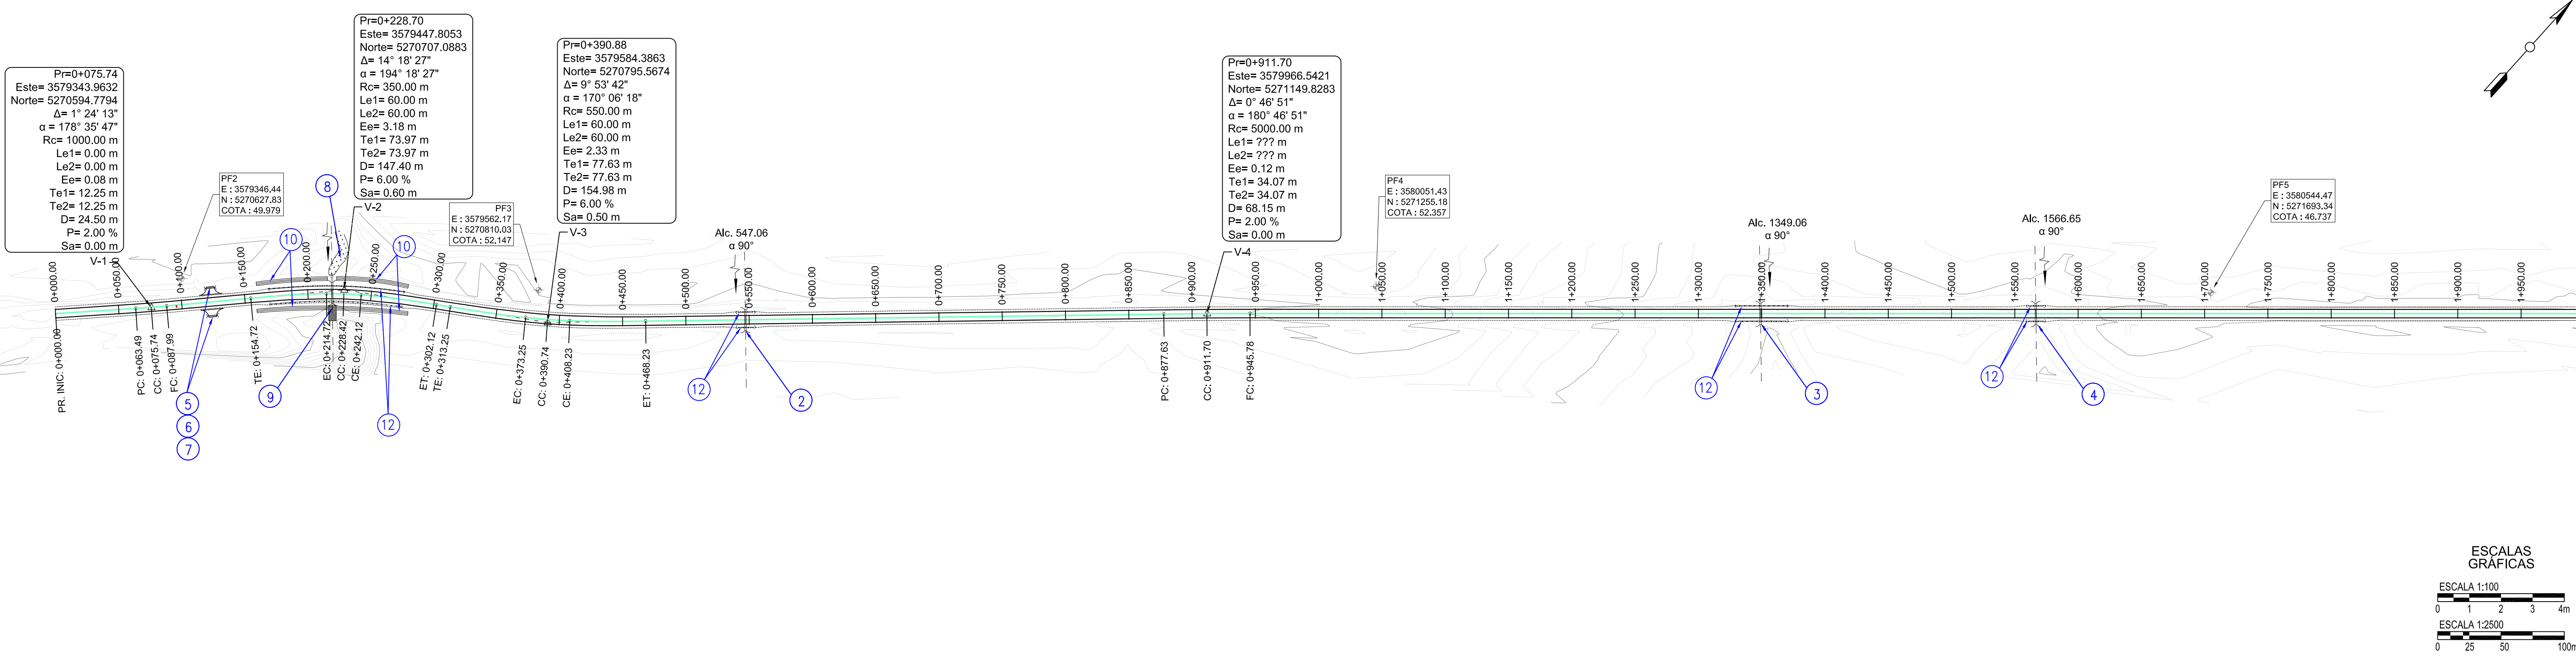 Pr=0+075.74
Este= 3579343.9632
Norte= 5270594.7794
Δ= 1° 24' 13"
α = 178° 35' 47"
Rc= 1000.00 m
Le1= 0.00 m
Le2= 0.00 m
Ee= 0.08 m
Te1= 12.25 m
Te2= 12.25 m
D= 24.50 m
P= 2.00 %
Sa= 0.00 m
V-1
PF2
E : 3579346,44
N : 5270627.83
COTA : 49.979
Pr=0+228.70
Este= 3579447.8053
Norte= 5270707.0883
Δ= 14° 18' 27"
α = 194° 18' 27"
Rc= 350.00 m
Le1= 60.00 m
Le2= 60.00 m
Ee= 3.18 m
Te1= 73.97 m
Te2= 73.97 m
D= 147.40 m
P= 6.00 %
Sa= 0.60 m
V-2
PF3
E : 3579562.17
N : 5270810.03
COTA : 52.147
Pr=0+390.88
Este= 3579584.3863
Norte= 5270795.5674
Δ= 9° 53' 42"
α = 170° 06' 18"
Rc= 550.00 m
Le1= 60.00 m
Le2= 60.00 m
Ee= 2.33 m
Te1= 77.63 m
Te2= 77.63 m
D= 154.98 m
P= 6.00 %
Sa= 0.50 m
V-3
Alc. 547.06
α 90°
Pr=0+911.70
Este= 3579966.5421
Norte= 5271149.8283
Δ= 0° 46' 51"
α = 180° 46' 51"
Rc= 5000.00 m
Le1= ??? m
Le2= ??? m
Ee= 0.12 m
Te1= 34.07 m
Te2= 34.07 m
D= 68.15 m
P= 2.00 %
Sa= 0.00 m
V-4
PF4
E : 3580051.43
N : 5271255.18
COTA : 52.357
Alc. 1349.06
α 90°
Alc. 1566.65
α 90°
PF5
E : 3580544.47
N : 5271693.34
COTA : 46.737
8
10
10
0+000.00
0+050.00
0+100.00
0+150.00
0+200.00
0+250.00
0+300.00
0+350.00
0+400.00
0+450.00
0+500.00
0+550.00
0+600.00
0+650.00
0+700.00
0+750.00
0+800.00
0+850.00
0+900.00
0+950.00
1+000.00
1+050.00
1+100.00
1+150.00
1+200.00
1+250.00
1+300.00
1+350.00
1+400.00
1+450.00
1+500.00
1+550.00
1+600.00
1+650.00
1+700.00
1+750.00
1+800.00
1+850.00
1+900.00
1+950.00
PR. INIC: 0+000.00
PC: 0+063.49
CC: 0+075.74
FC: 0+087.99
TE: 0+154.72
EC: 0+214.72
CC: 0+228.42
CE: 0+242.12
ET: 0+302.12
TE: 0+313.25
EC: 0+373.25
CC: 0+390.74
CE: 0+408.23
ET: 0+468.23
PC: 0+877.63
CC: 0+911.70
FC: 0+945.78
5
6
7
9
12
12
2
12
3
12
4
ESCALAS
GRÁFICAS
ESCALA 1:100
0 1 2 3 4m
ESCALA 1:2500
0 25 50 100m